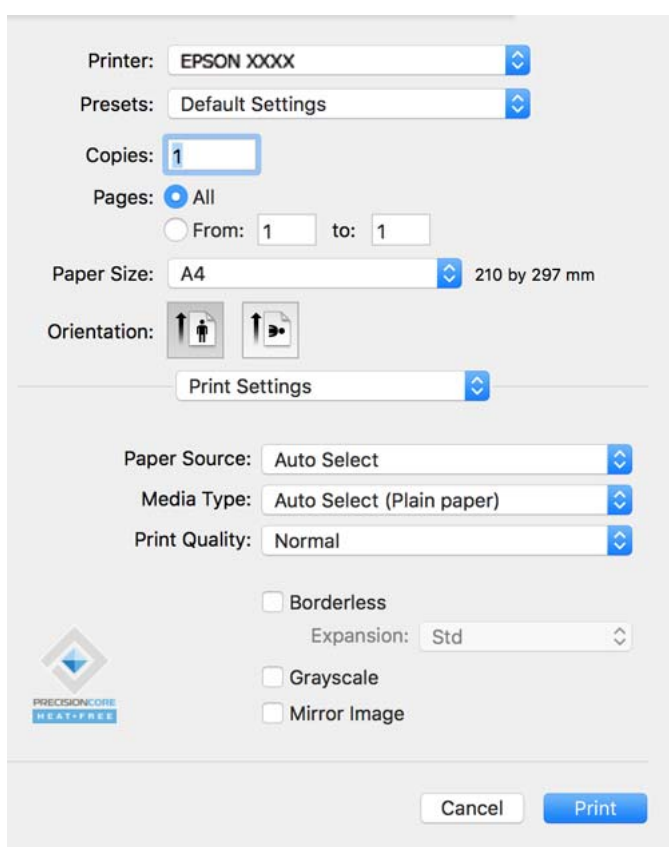 Printer: EPSON XXXX
Presets: Default Settings
Copies: 1
Pages: All
From: 1 to: 1
Paper Size: A4 210 by 297 mm
Orientation:
Print Settings
Paper Source: Auto Select
Media Type: Auto Select (Plain paper)
Print Quality: Normal
Borderless
Expansion: Std
Grayscale
Mirror Image
PRECISIONCORE
HEAT-FREE
Cancel Print